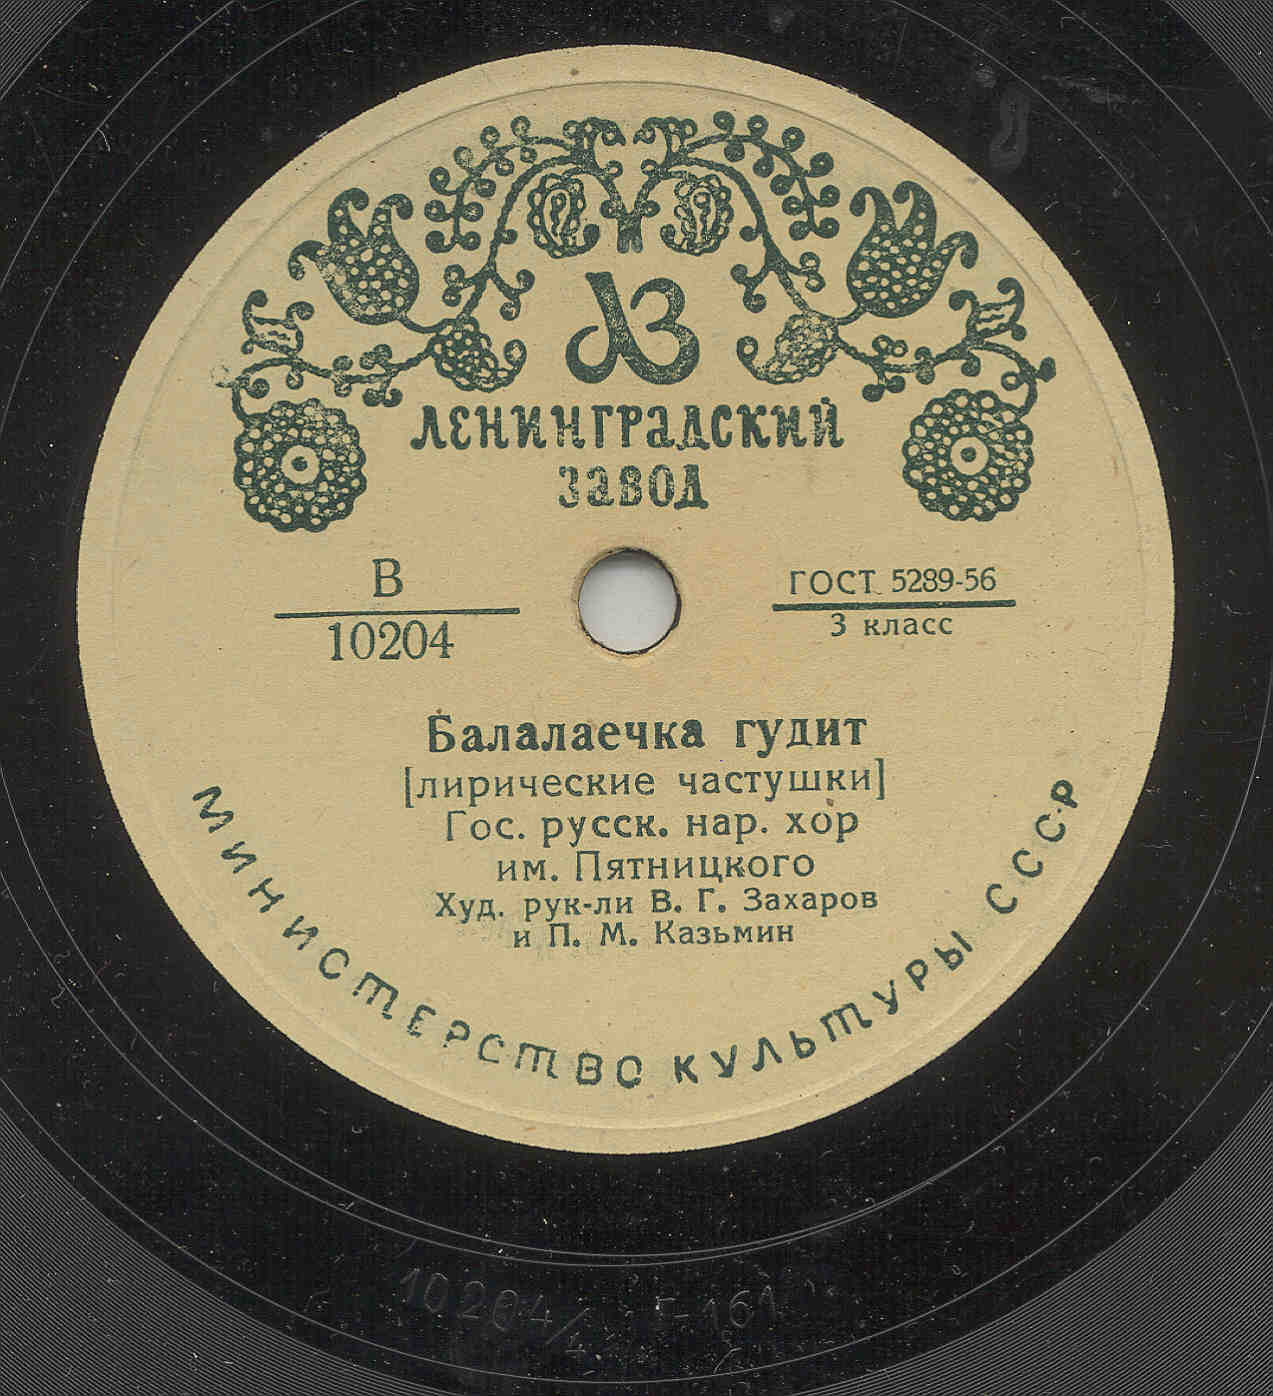 ЛЗ
ЛЕНИНГРАДСКИЙ
ЗАВОД
В
10204
ГОСТ 5289-56
3 класс
Балалаечка гудит
[лирические частушки]
Гос. русск. нар. хор
им. Пятницкого
Худ. рук-ли В. Г. Захаров
и П. М. Казьмин
МИНИСТЕРСТВО КУЛЬТУРЫ СССР
10204/